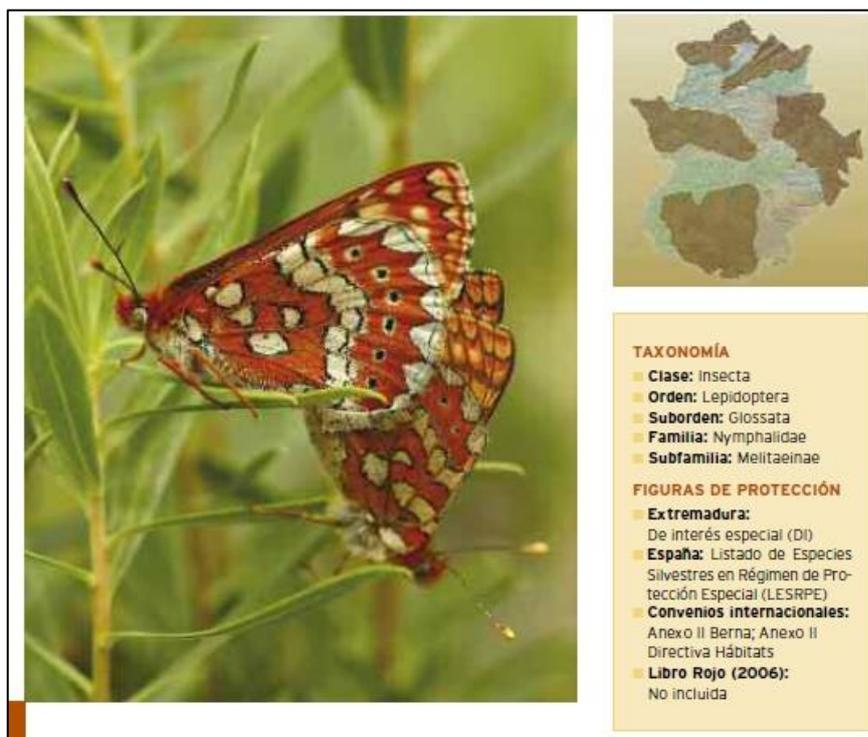 TAXONOMÍA
Clase: Insecta
Orden: Lepidoptera
Suborden: Glossata
Familia: Nymphalidae
Subfamilia: Melitaeinae
FIGURAS DE PROTECCIÓN
Extremadura:
De interés especial (DI)
España: Listado de Especies
Silvestres en Régimen de Pro-
tección Especial (LESRPE)
Convenios internacionales:
Anexo II Berna; Anexo II
Directiva Hábitats
Libro Rojo (2006):
No incluida